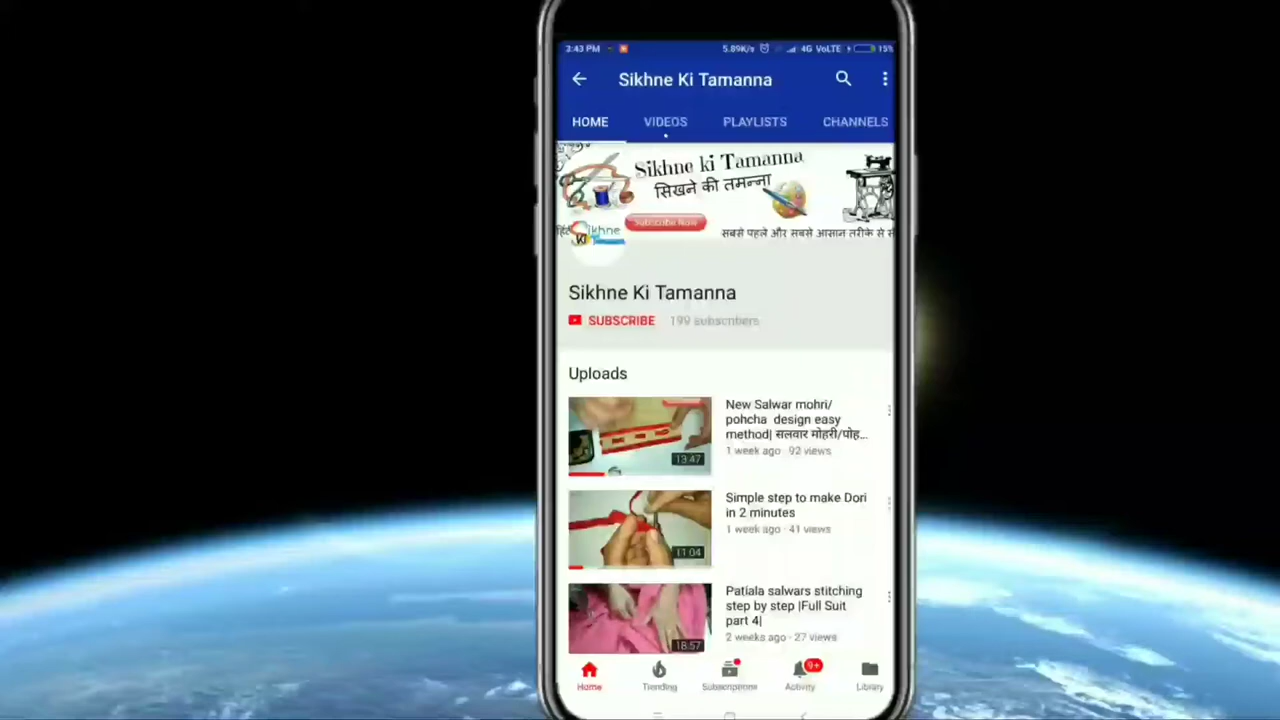 3:43 PM
5.89K/s 4G VoLTE 15%
Sikhne Ki Tamanna
HOME VIDEOS PLAYLISTS CHANNELS
Sikhne ki Tamanna
सिखने की तमन्ना
Subscribe Now
Sikhne
KI
सबसे पहले और सबसे आसान तरीके से
Sikhne Ki Tamanna
SUBSCRIBE 199 subscribers
Uploads
New Salwar mohri/
pohcha design easy
method| सलवार मोहरी/पोह...
1 week ago · 92 views
13:47
Simple step to make Dori
in 2 minutes
1 week ago · 41 views
11:04
Patiala salwars stitching
step by step |Full Suit
part 4|
2 weeks ago · 27 views
18:57
9+
Home Trending Subscriptions Activity Library